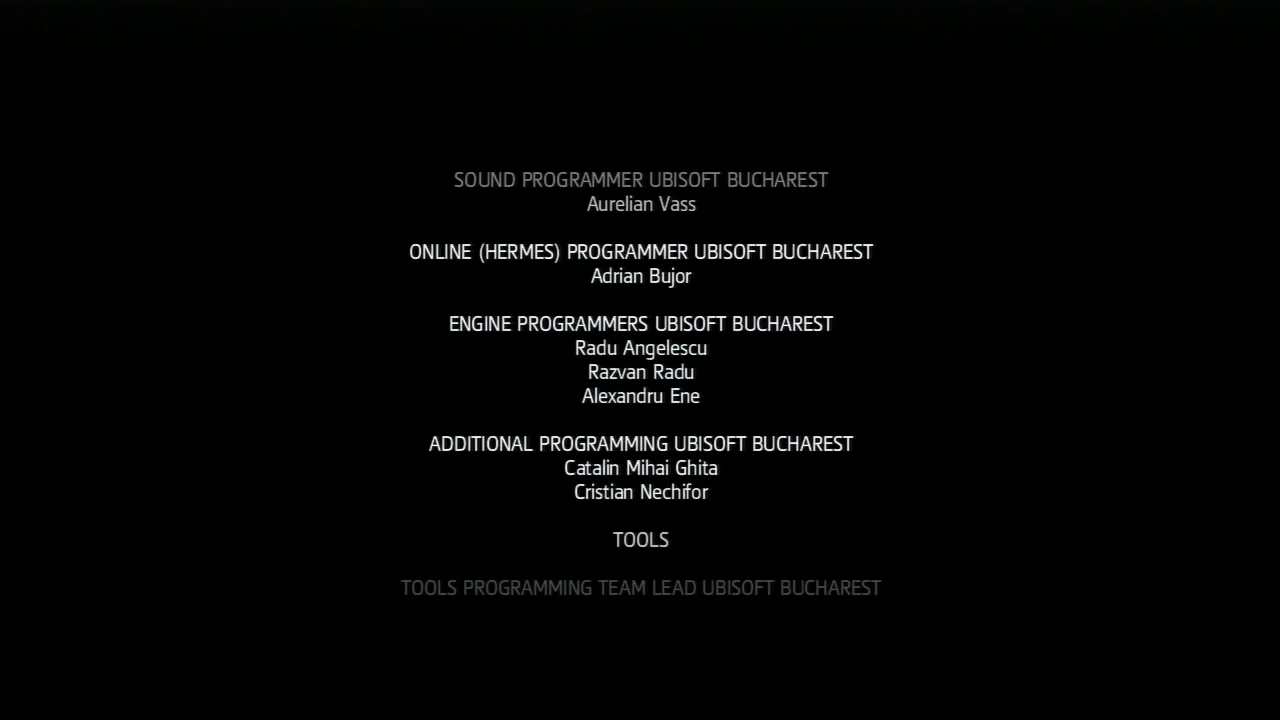 SOUND PROGRAMMER UBISOFT BUCHAREST
Aurelian Vass
ONLINE (HERMES) PROGRAMMER UBISOFT BUCHAREST
Adrian Bujor
ENGINE PROGRAMMERS UBISOFT BUCHAREST
Radu Angelescu
Razvan Radu
Alexandru Ene
ADDITIONAL PROGRAMMING UBISOFT BUCHAREST
Catalin Mihai Ghita
Cristian Nechifor
TOOLS
TOOLS PROGRAMMING TEAM LEAD UBISOFT BUCHAREST